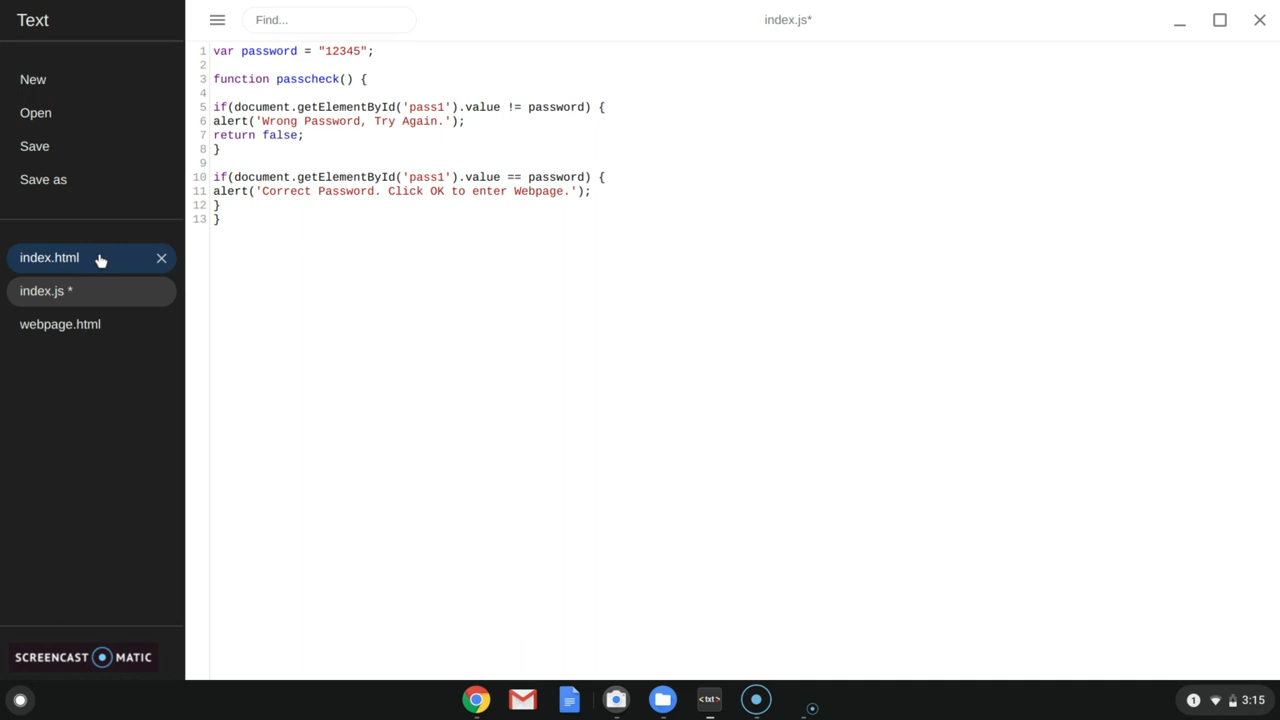 Text
Find...
index.js*
New
Open
Save
Save as
index.html
index.js *
webpage.html
1 var password = "12345";
2
3 function passcheck() {
4
5 if(document.getElementById('pass1').value != password) {
6 alert('Wrong Password, Try Again.');
7 return false;
8 }
9
10 if(document.getElementById('pass1').value == password) {
11 alert('Correct Password. Click OK to enter Webpage.');
12 }
13 }
SCREENCAST MATIC
<txt>
1 3:15